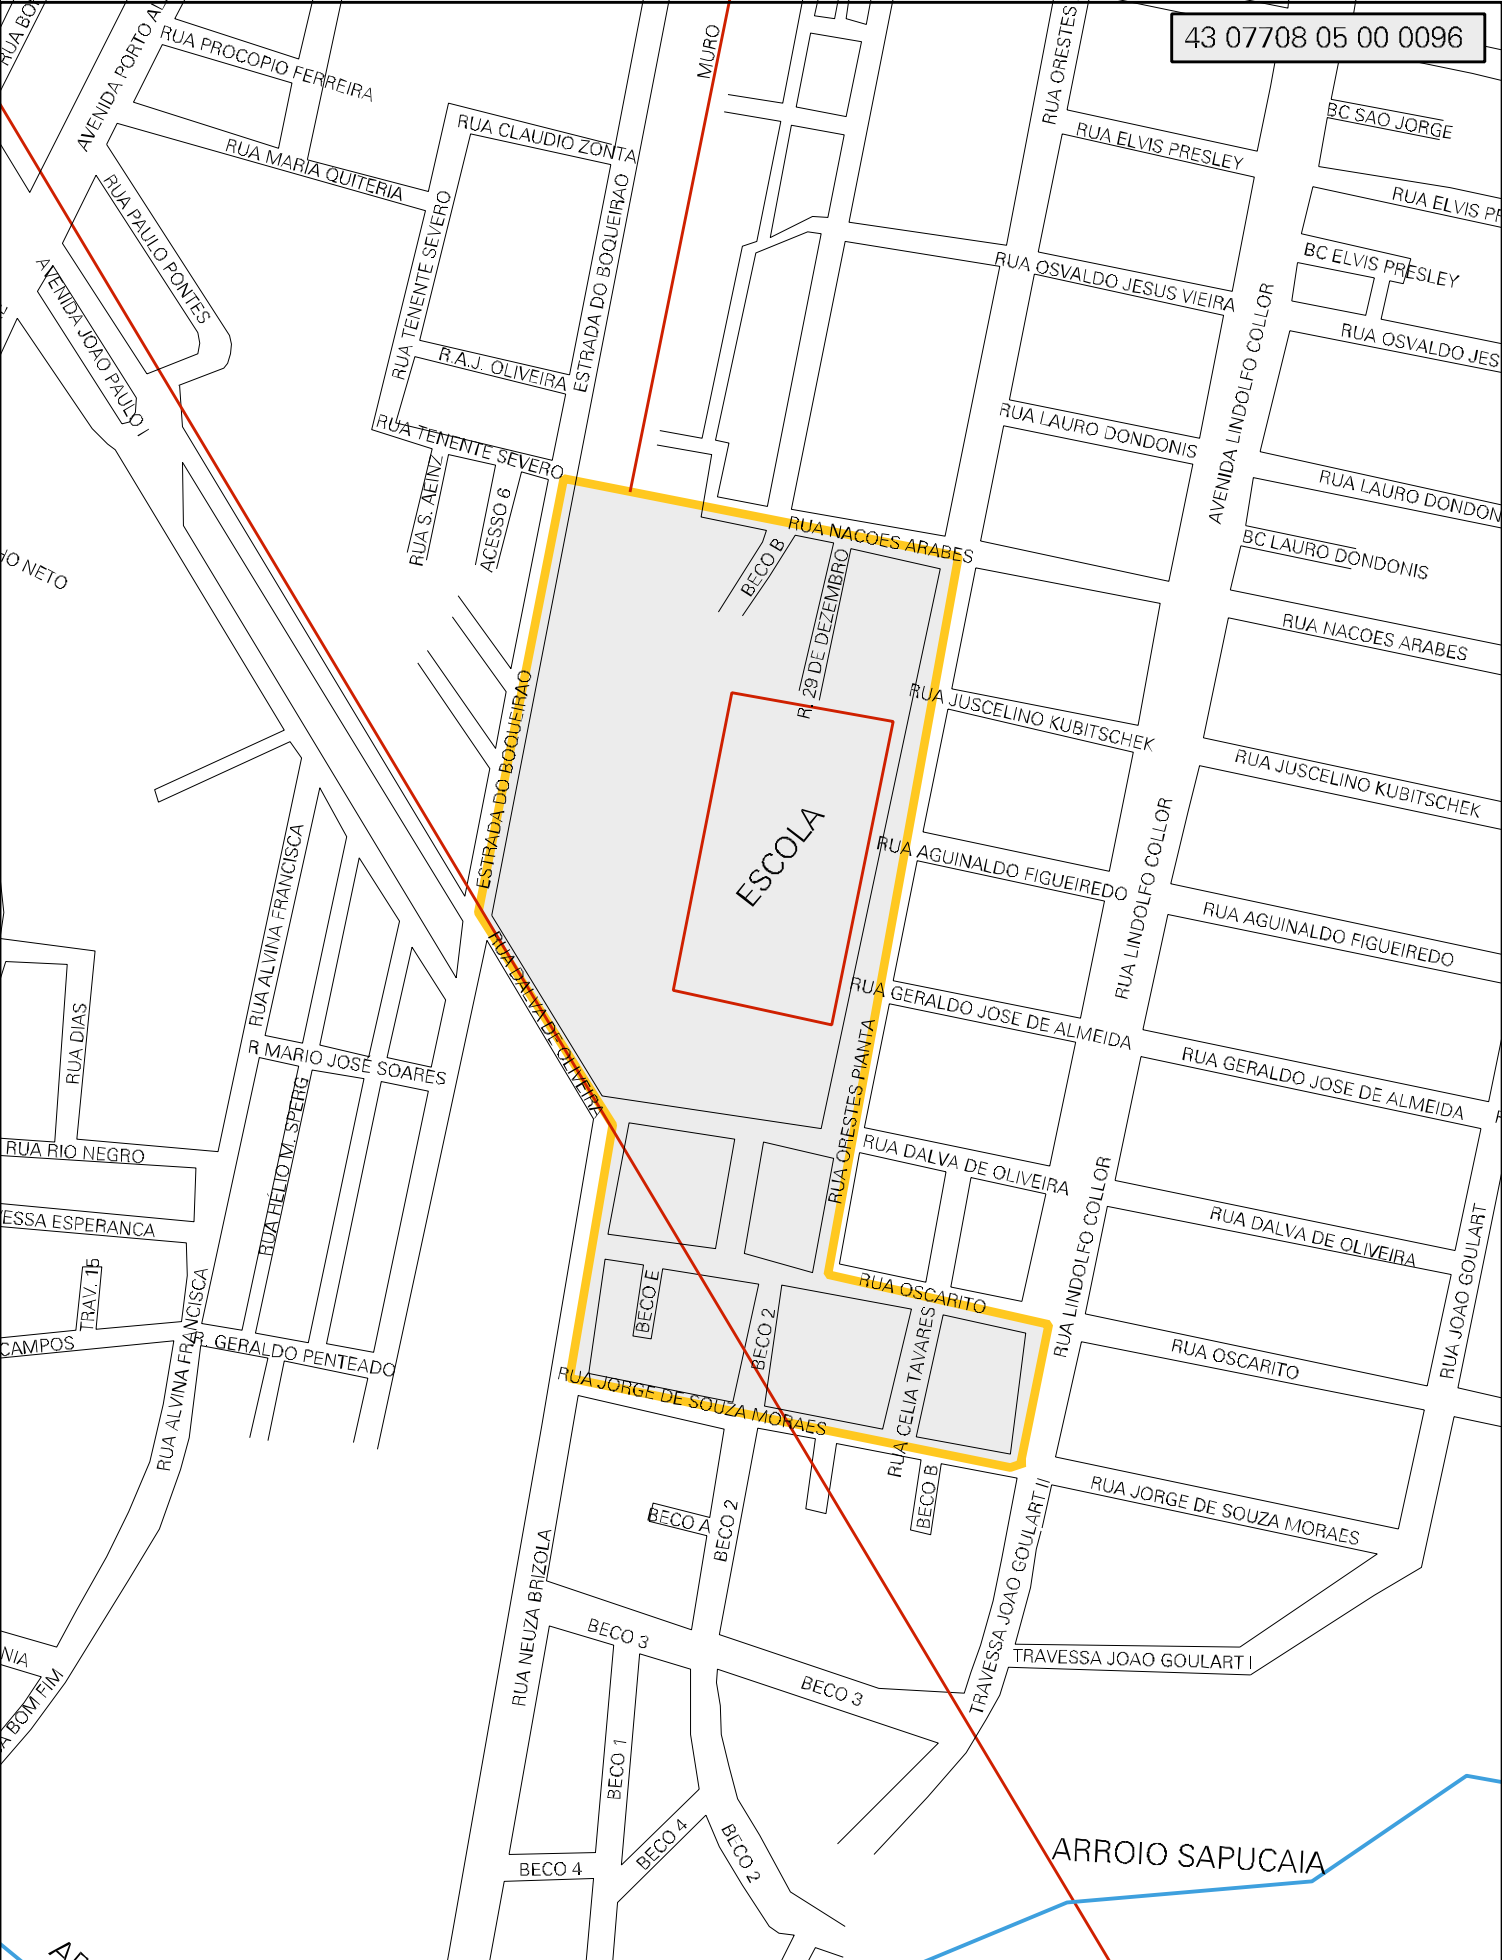 43 07708 05 00 0096
RUA BO
AVENIDA PORTO AL
RUA PROCOPIO FERREIRA
MURO
RUA ORESTES
BC SAO JORGE
RUA CLAUDIO ZONTA
RUA ELVIS PRESLEY
RUA MARIA QUITERIA
RUA ELVIS PR
RUA PAULO PONTES
RUA TENENTE SEVERO
ESTRADA DO BOQUEIRAO
RUA OSVALDO JESUS VIEIRA
BC ELVIS PRESLEY
AVENIDA JOAO PAULO I
R.A.J. OLIVEIRA
AVENIDA LINDOLFO COLLOR
RUA OSVALDO JES
RUA TENENTE SEVERO
RUA LAURO DONDONIS
RUA S. AEINZ
ACESSO 6
RUA LAURO DONDON
RUA NACOES ARABES
BC LAURO DONDONIS
HO NETO
BECO B
R. 29 DE DEZEMBRO
RUA NACOES ARABES
ESTRADA DO BOQUEIRAO
RUA JUSCELINO KUBITSCHEK
RUA JUSCELINO KUBITSCHEK
ESCOLA
RUA ALVINA FRANCISCA
RUA AGUINALDO FIGUEIREDO
RUA LINDOLFO COLLOR
RUA AGUINALDO FIGUEIREDO
RUA DALVA DE OLIVEIRA
RUA DIAS
RUA GERALDO JOSE DE ALMEIDA
RUA GERALDO JOSE DE ALMEIDA
R MARIO JOSE SOARES
RUA HELIO M. SPERG
RUA ORESTES PIANTA
RUA RIO NEGRO
RUA DALVA DE OLIVEIRA
RUA LINDOLFO COLLOR
VESSA ESPERANCA
RUA DALVA DE OLIVEIRA
RUA JOAO GOULART
TRAV. 15
BECO E
RUA OSCARITO
BECO 2
RUA CELIA TAVARES
CAMPOS
RUA ALVINA FRANCISCA
R. GERALDO PENTEADO
RUA OSCARITO
RUA JORGE DE SOUZA MORAES
BECO B
RUA JORGE DE SOUZA MORAES
BECO A
BECO 2
TRAVESSA JOAO GOULART II
RUA NEUZA BRIZOLA
BECO 3
TRAVESSA JOAO GOULART I
NIA
A BOM FIM
BECO 3
BECO 1
BECO 4
BECO 2
BECO 4
ARROIO SAPUCAIA